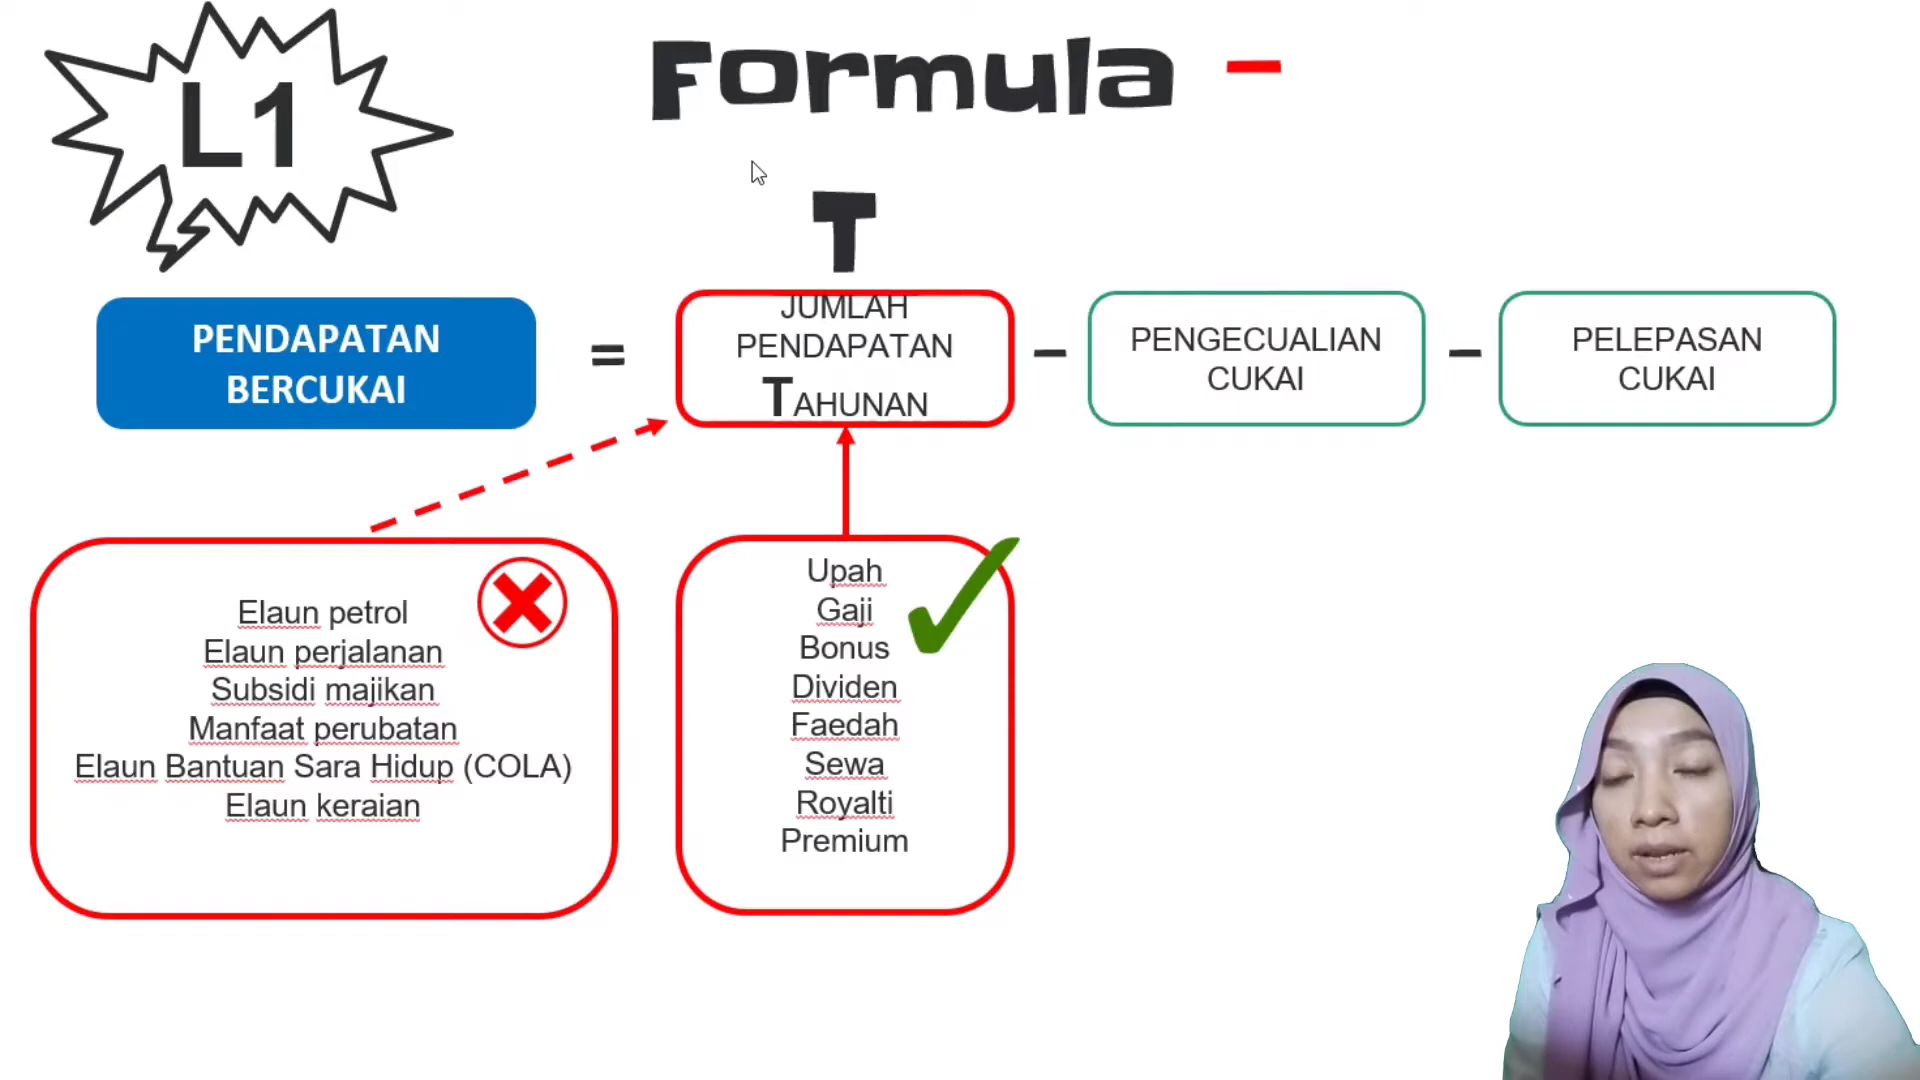 L1
Formula -
T
PENDAPATAN
BERCUKAI
=
JUMLAH
PENDAPATAN
TAHUNAN
-
PENGECUALIAN
CUKAI
-
PELEPASAN
CUKAI
Elaun petrol
Elaun perjalanan
Subsidi majikan
Manfaat perubatan
Elaun Bantuan Sara Hidup (COLA)
Elaun keraian
Upah
Gaji
Bonus
Dividen
Faedah
Sewa
Royalti
Premium